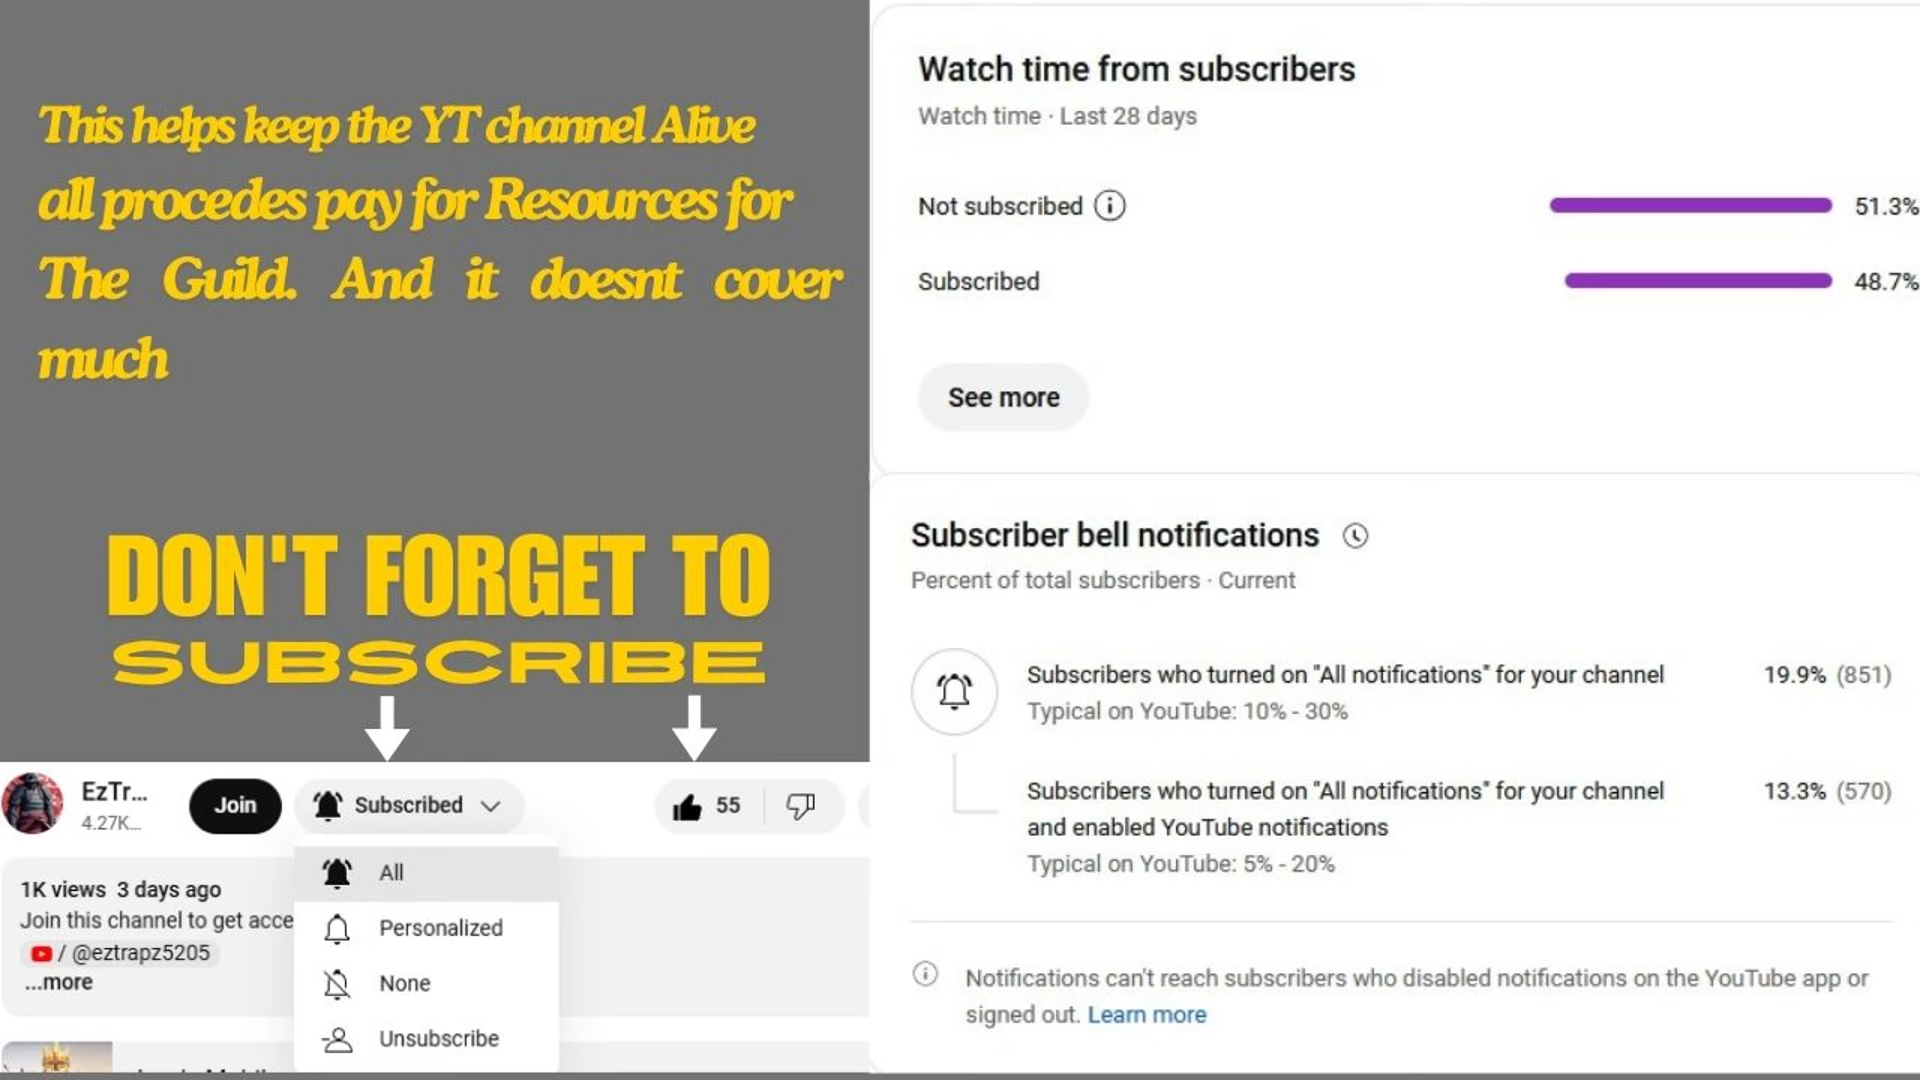 This helps keep the YT channel Alive
all procedes pay for Resources for
The Guild. And it doesnt cover
much
DON'T FORGET TO
SUBSCRIBE
EzTr...
4.27K...
Join
Subscribed
55
All
Personalized
None
Unsubscribe
1K views 3 days ago
Join this channel to get acce
/ @eztrapz5205
...more
Watch time from subscribers
Watch time · Last 28 days
Not subscribed
51.3%
Subscribed
48.7%
See more
Subscriber bell notifications
Percent of total subscribers · Current
Subscribers who turned on "All notifications" for your channel
19.9% (851)
Typical on YouTube: 10% - 30%
Subscribers who turned on "All notifications" for your channel
13.3% (570)
and enabled YouTube notifications
Typical on YouTube: 5% - 20%
Notifications can't reach subscribers who disabled notifications on the YouTube app or
signed out. Learn more